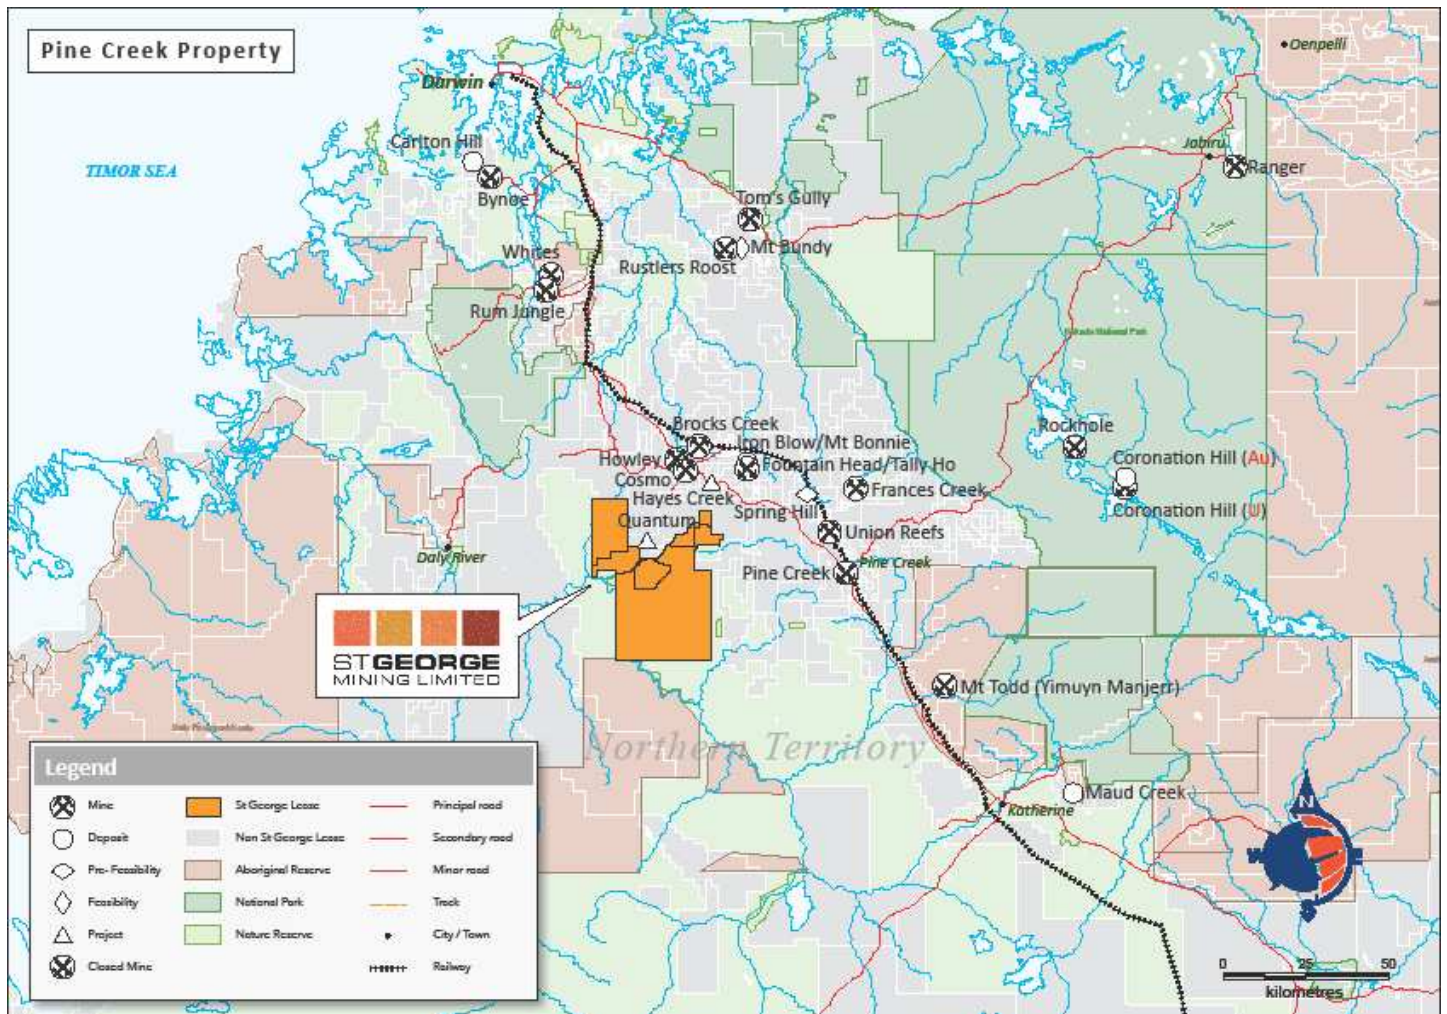 Pine Creek Property
Oenpelli
Darwin
Carlton Hill
Jabiru
Ranger
TIMOR SEA
Bynoe
Tom's Gully
Mt Bundy
Whites
Rustlers Roost
Rum Jungle
Kakadu National Park
Brocks Creek
Iron Blow/Mt Bonnie
Rockhole
Howley
Fountain Head/Tally Ho
Coronation Hill (Au)
Cosmo
Hayes Creek
Frances Creek
Spring Hill
Coronation Hill (U)
Quantum
Union Reefs
Daly River
Pine Creek
Pine Creek
STGEORGE
MINING LIMITED
Mt Todd (Yimuyn Manjerr)
Northern Territory
Maud Creek
Katherine
Legend
Mine
St George Lease
Principal road
Deposit
Non St George Lease
Secondary road
Pre-Feasibility
Aboriginal Reserve
Minor road
Feasibility
National Park
Track
Project
Nature Reserve
City / Town
Closed Mine
Railway
N
W
E
S
0 25 50
kilometres